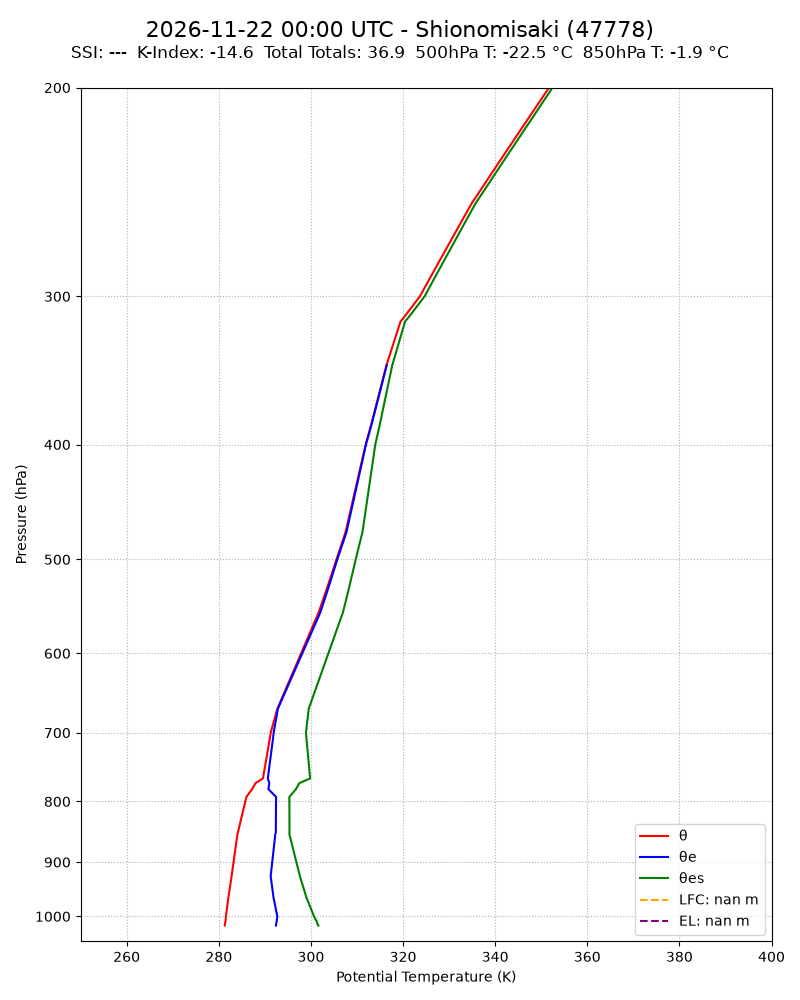 2026-11-22 00:00 UTC - Shionomisaki (47778)
SSI: --- K-Index: -14.6 Total Totals: 36.9 500hPa T: -22.5 °C 850hPa T: -1.9 °C
200
300
400
500
600
700
800
900
1000
Pressure (hPa)
260 280 300 320 340 360 380 400
Potential Temperature (K)
θ
θe
θes
LFC: nan m
EL: nan m